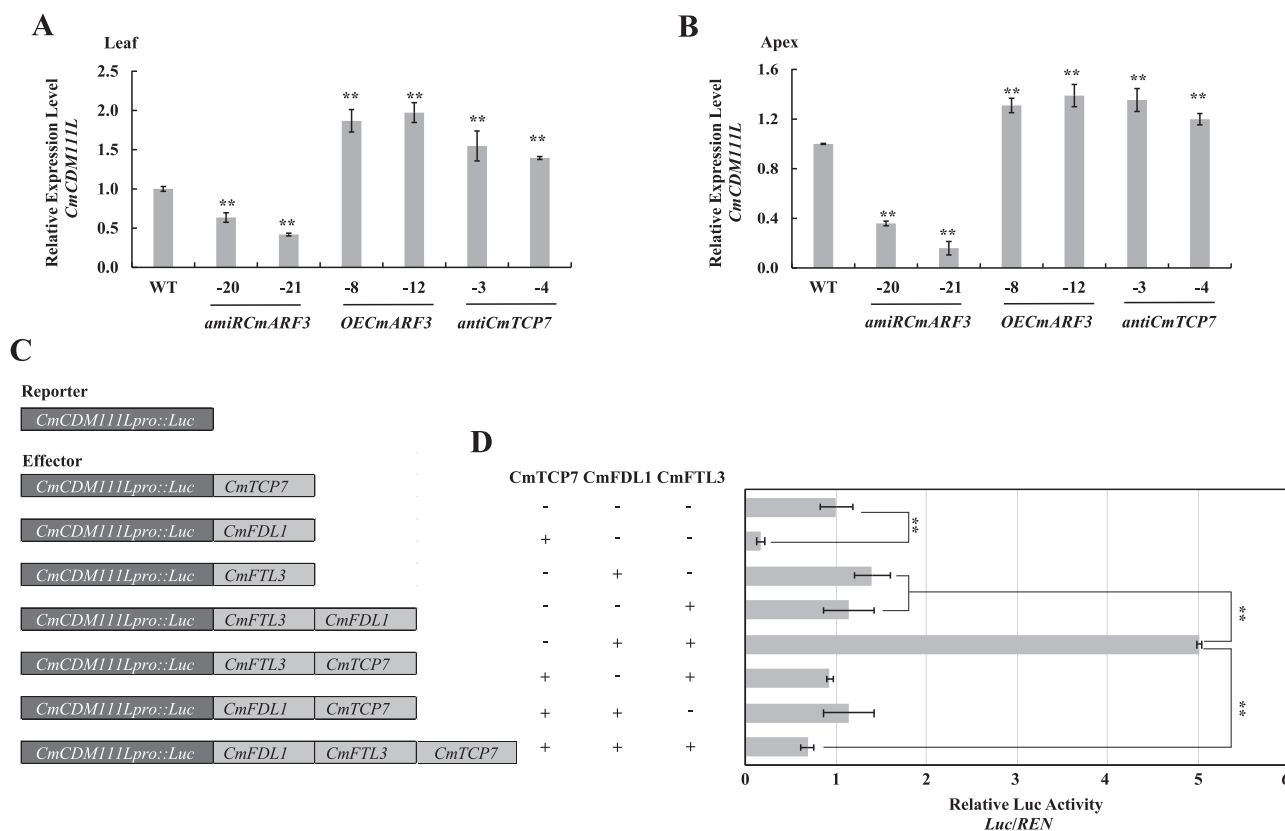 A
Leaf
Relative Expression Level
CmCDM111L
2.5
2.0
1.5
1.0
0.5
0.0
** ** ** ** ** **
WT -20 -21 -8 -12 -3 -4
amiRCmARF3 OECmARF3 antiCmTCP7
B
Apex
Relative Expression Level
CmCDM111L
1.6
1.2
0.8
0.4
0.0
** ** ** ** ** **
WT -20 -21 -8 -12 -3 -4
amiRCmARF3 OECmARF3 antiCmTCP7
C
Reporter
CmCDM111Lpro::Luc
Effector
CmCDM111Lpro::Luc CmTCP7
CmCDM111Lpro::Luc CmFDL1
CmCDM111Lpro::Luc CmFTL3
CmCDM111Lpro::Luc CmFTL3 CmFDL1
CmCDM111Lpro::Luc CmFTL3 CmTCP7
CmCDM111Lpro::Luc CmFDL1 CmTCP7
CmCDM111Lpro::Luc CmFDL1 CmFTL3 CmTCP7
D
CmTCP7 CmFDL1 CmFTL3
- - -
+ - -
- + -
- - +
- + +
+ - +
+ + -
+ + +
**
**
**
0 1 2 3 4 5
Relative Luc Activity
Luc/REN